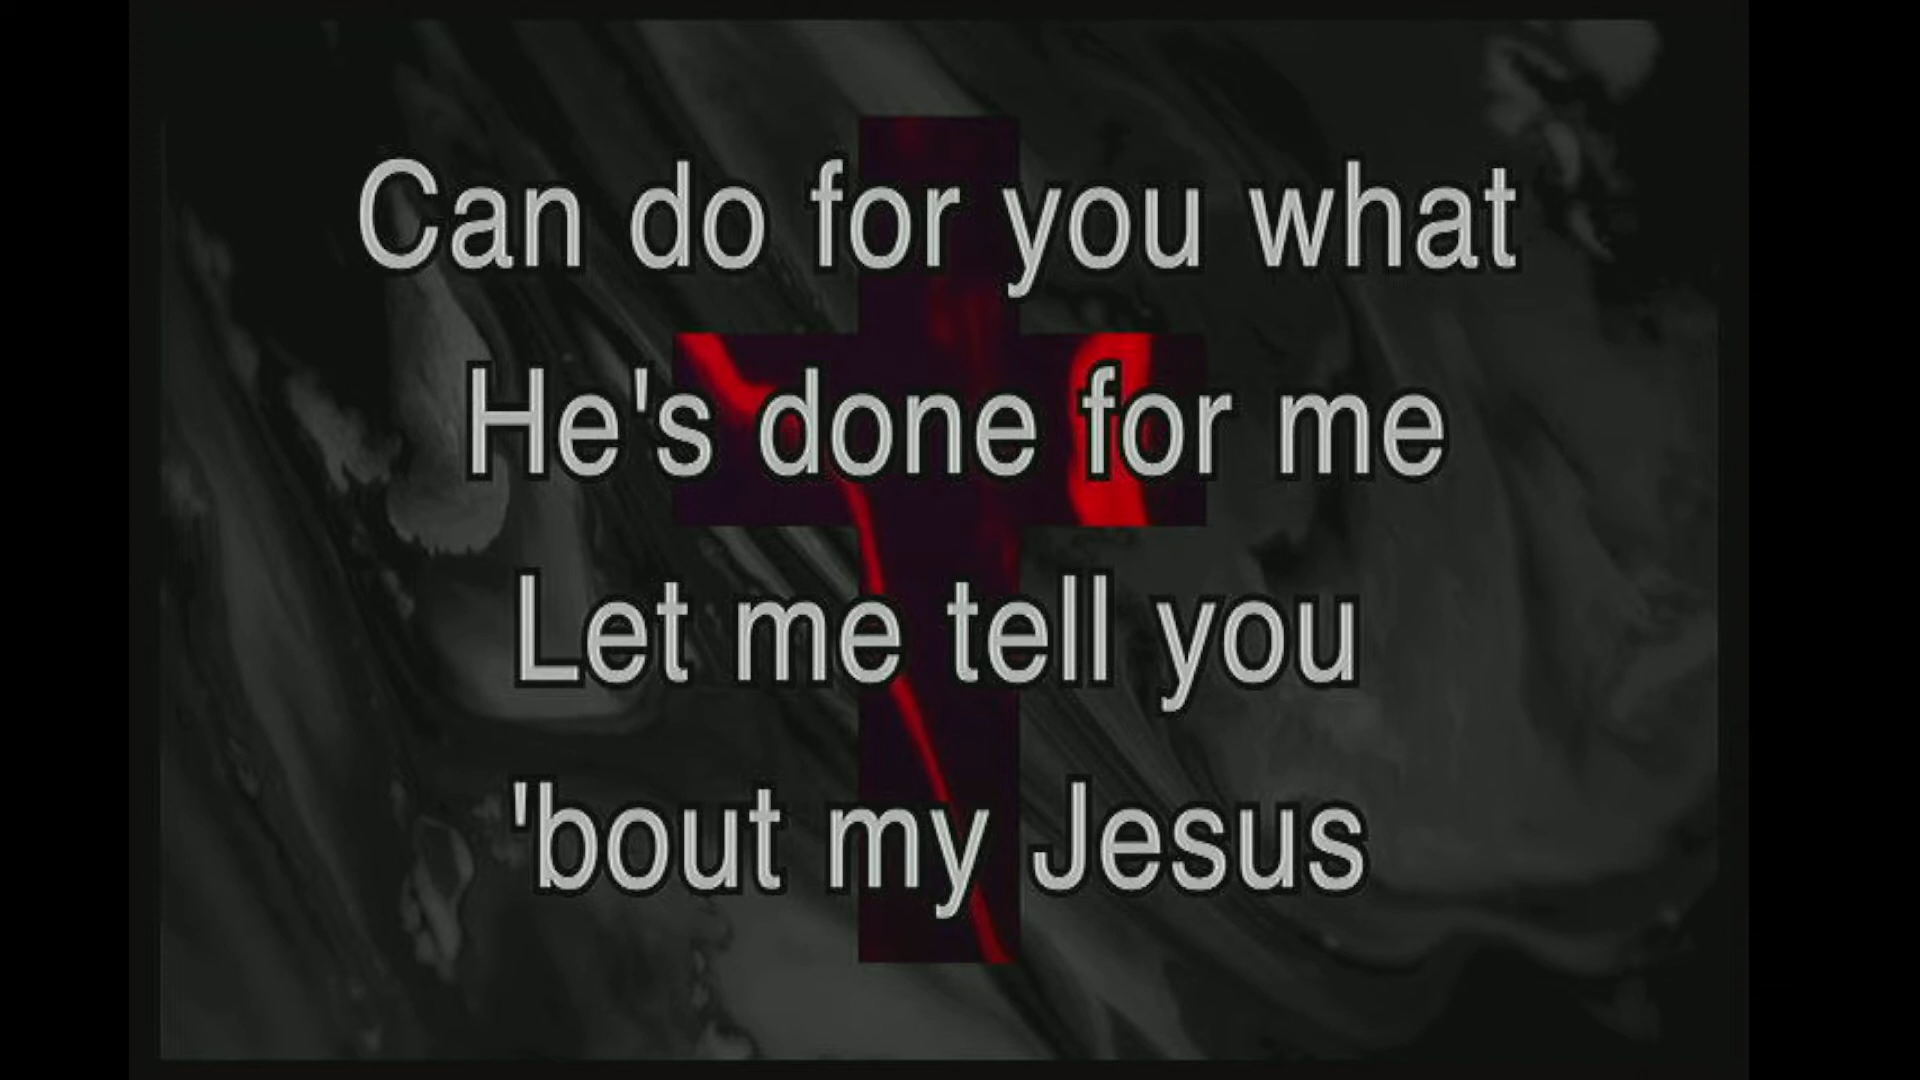 Can do for you what
He's done for me
Let me tell you
'bout my Jesus